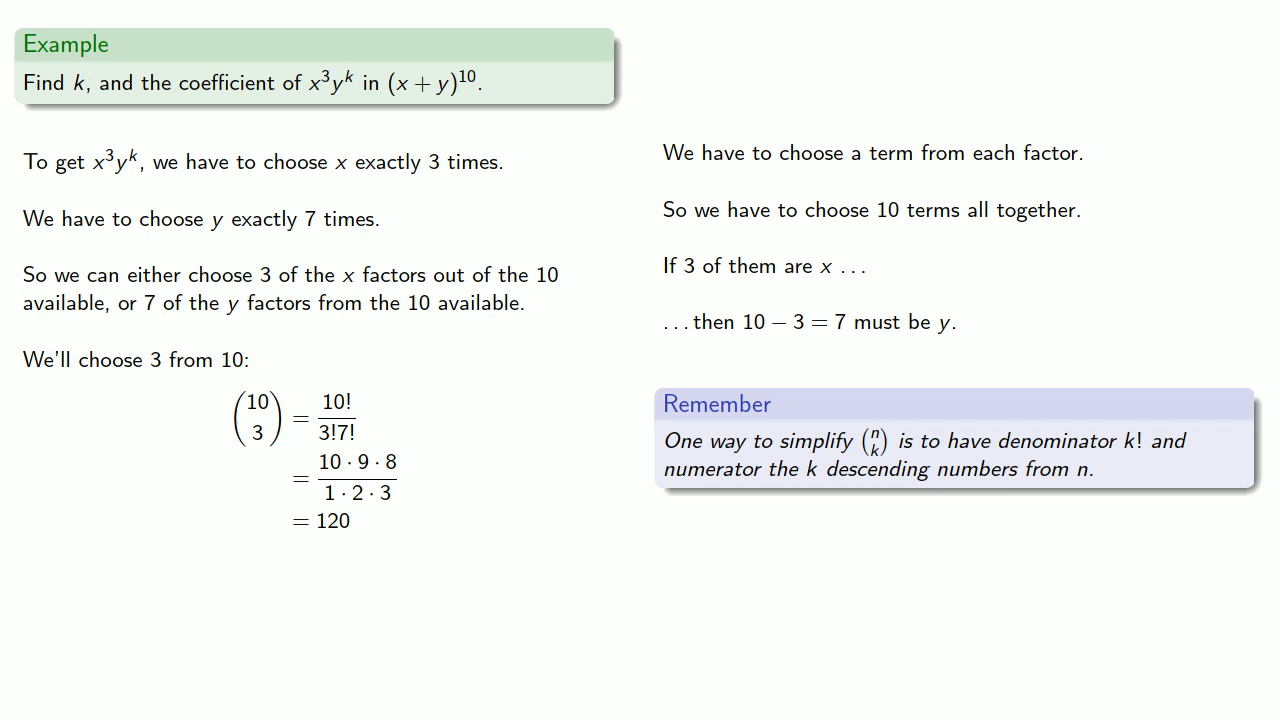 Example
Find k, and the coefficient of x³yᵏ in (x + y)¹⁰.
To get x³yᵏ, we have to choose x exactly 3 times.
We have to choose y exactly 7 times.
So we can either choose 3 of the x factors out of the 10
available, or 7 of the y factors from the 10 available.
We'll choose 3 from 10:
(10 3) = 10! / 3!7!
= 10 · 9 · 8 / 1 · 2 · 3
= 120
We have to choose a term from each factor.
So we have to choose 10 terms all together.
If 3 of them are x ...
... then 10 − 3 = 7 must be y.
Remember
One way to simplify (n k) is to have denominator k! and
numerator the k descending numbers from n.